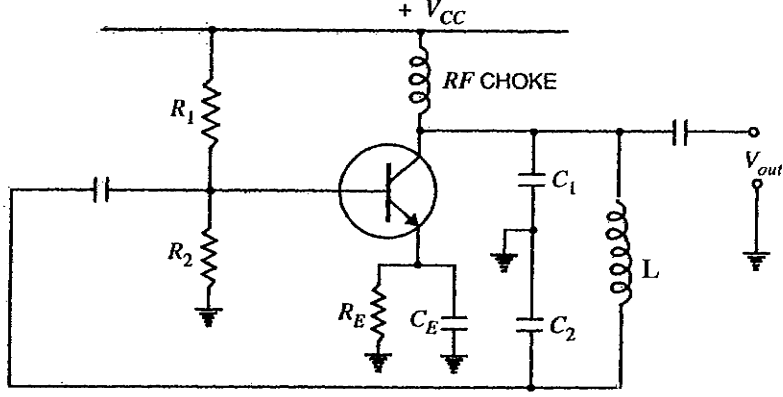 + V_CC
RF CHOKE
R_1
C_1
V_out
R_2
L
R_E
C_E
C_2